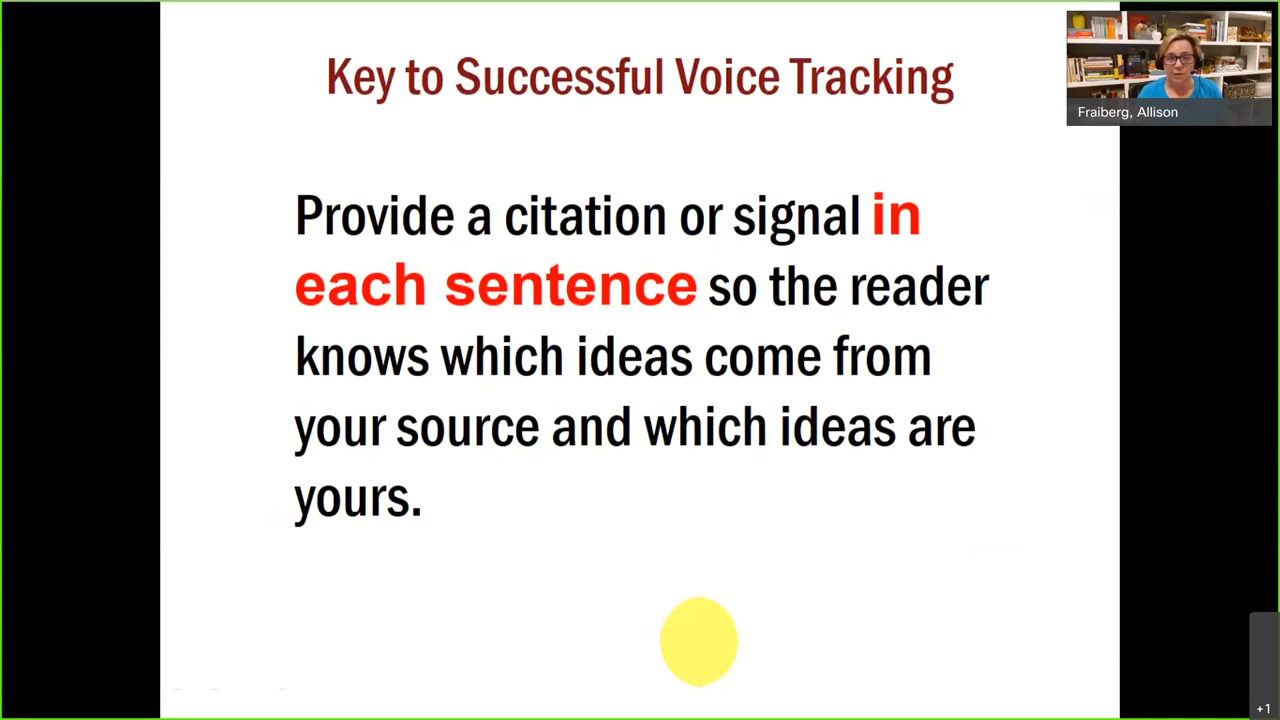 Key to Successful Voice Tracking
Fraiberg, Allison
Provide a citation or signal in
each sentence so the reader
knows which ideas come from
your source and which ideas are
yours.
+1